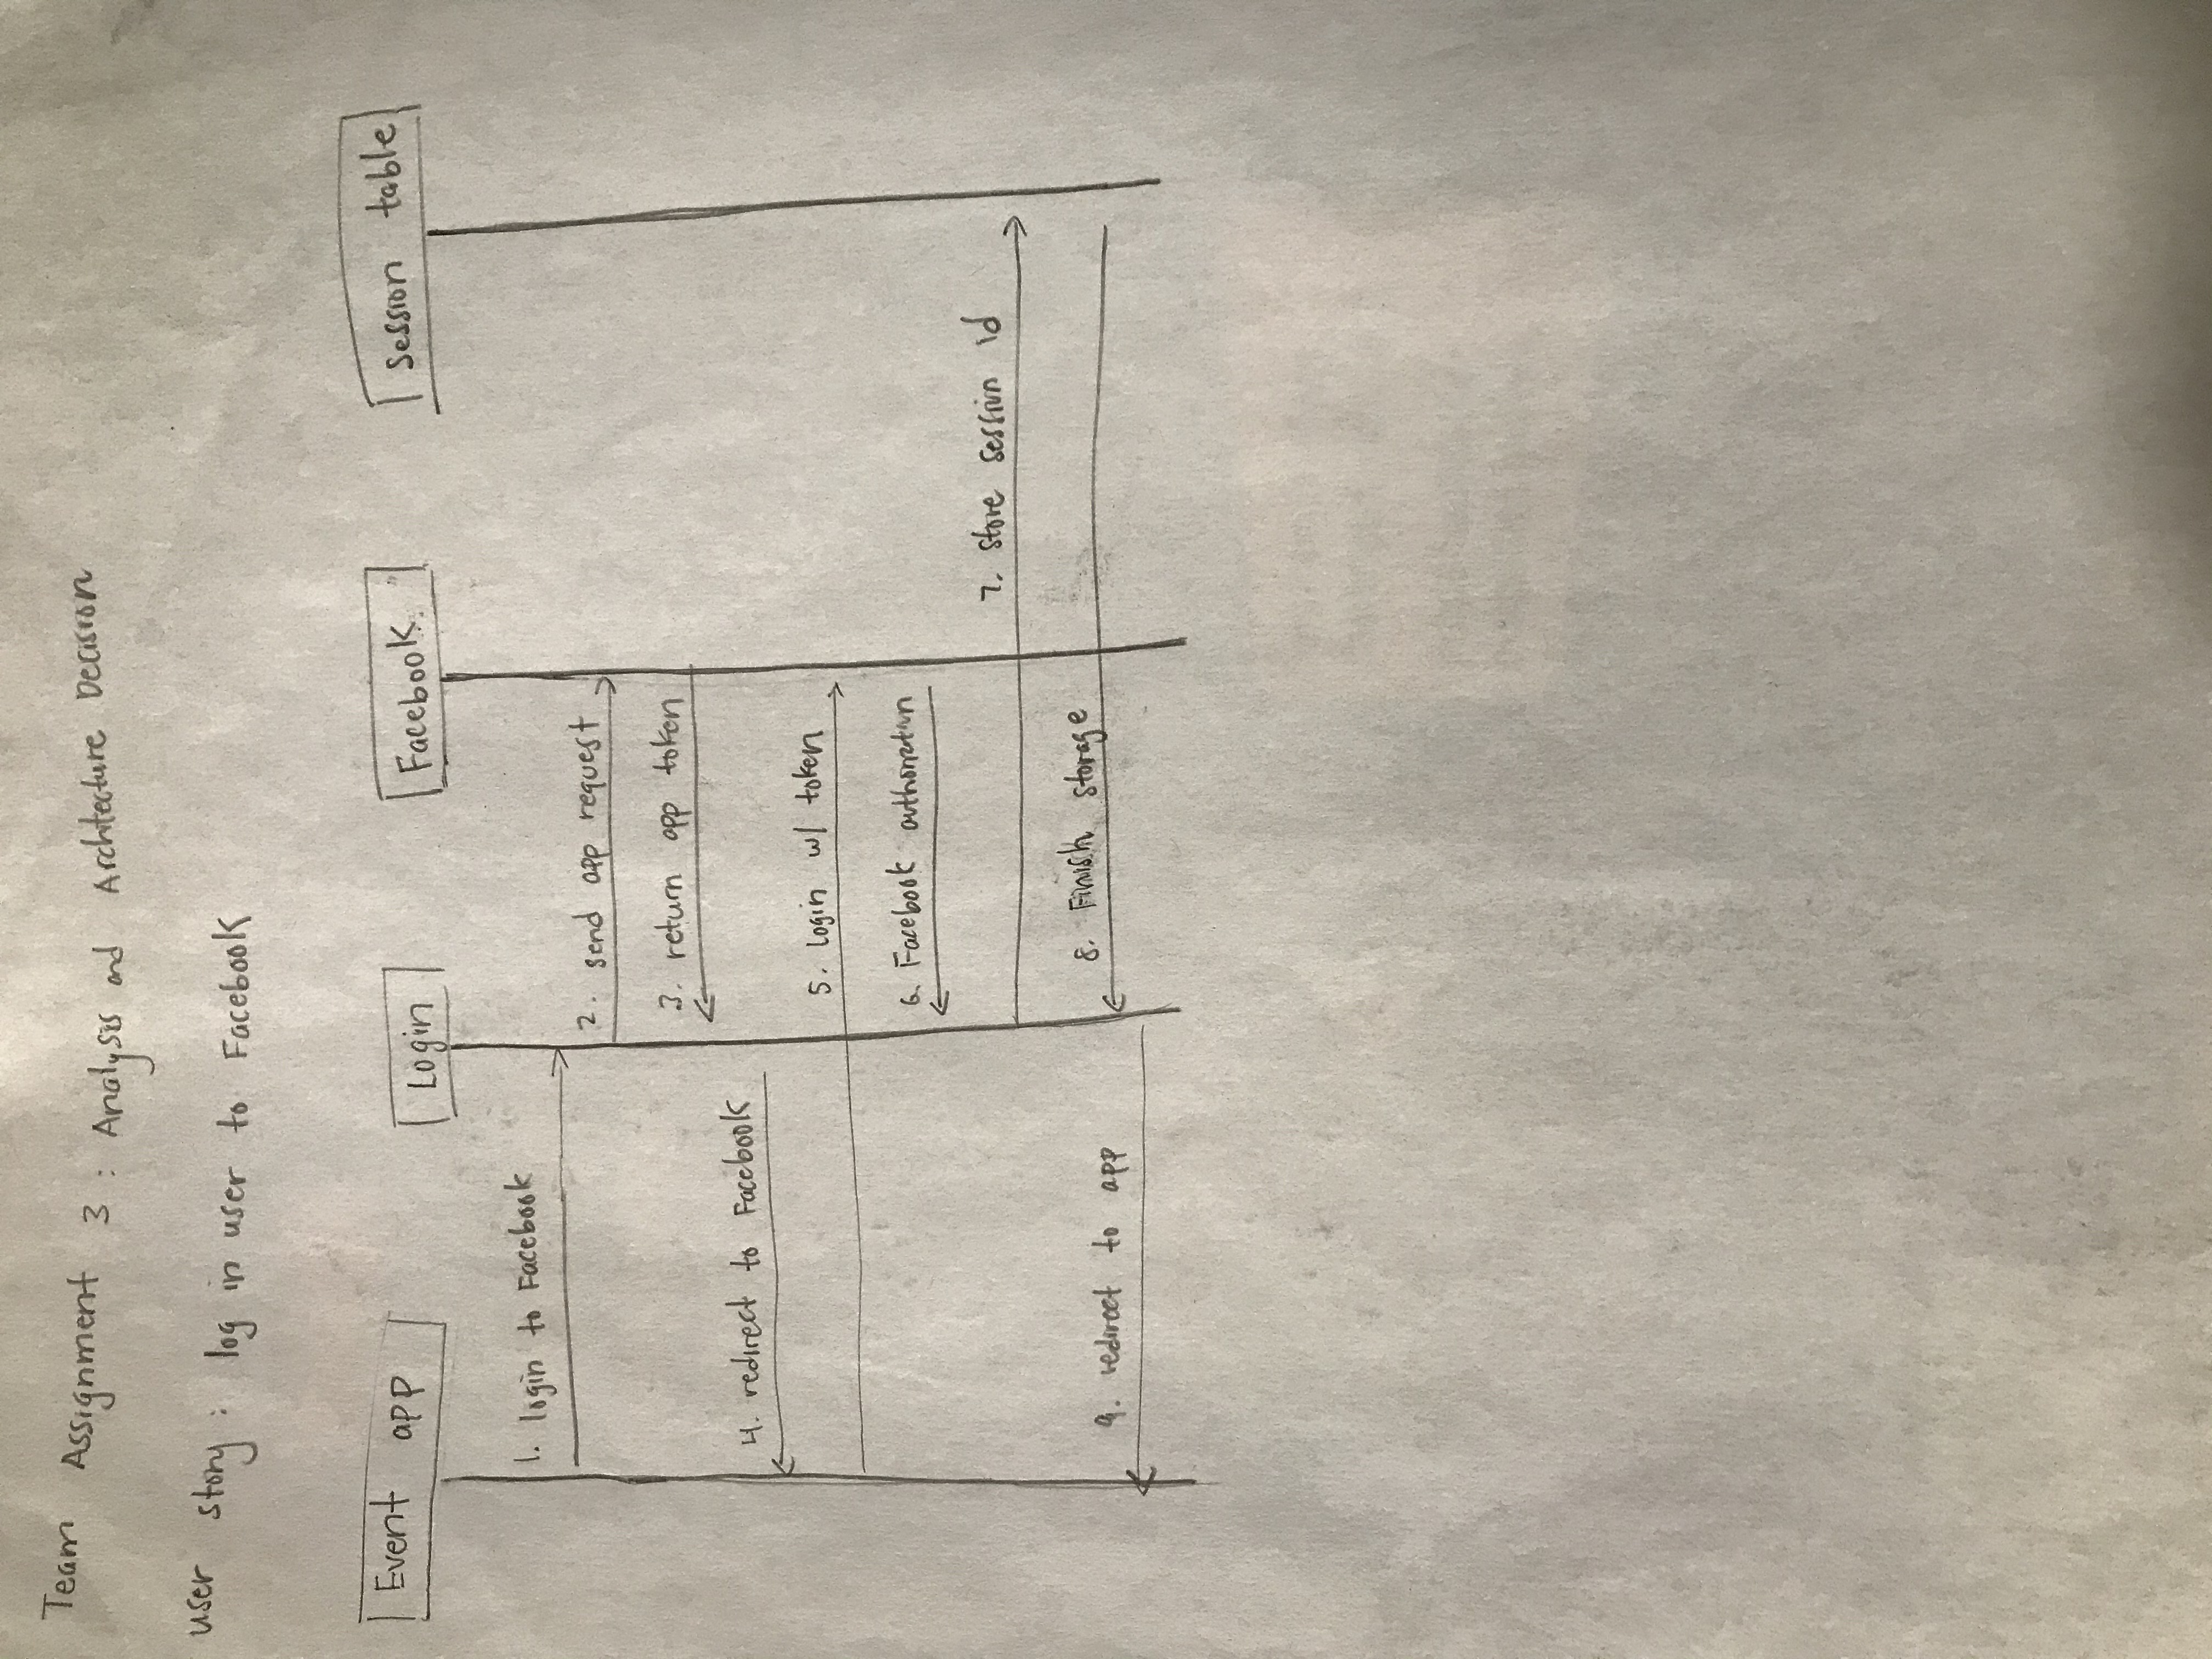 Team Assignment 3 : Analysis and Architecture Decision
user story : log in user to Facebook
Event app
Login
Facebook
Session table
1. login to Facebook
2. send app request
3. return app token
4. redirect to Facebook
5. login w/ token
6. Facebook authorization
7. store session id
8. Finish storage
9. redirect to app